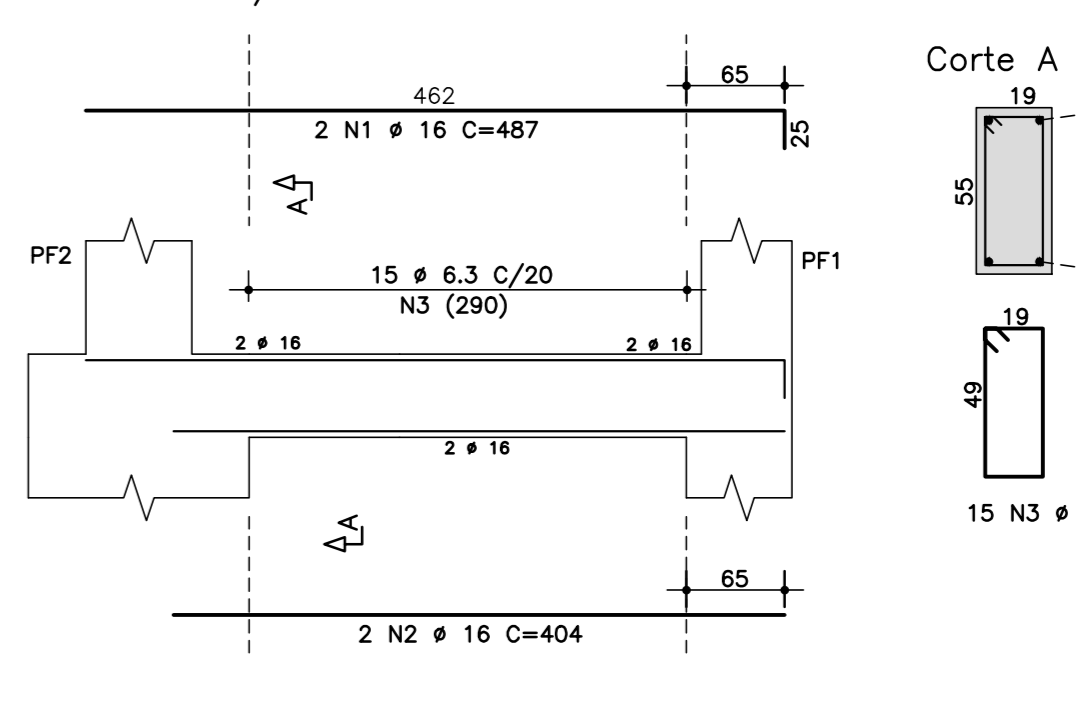 65
462
2 N1 ø 16 C=487
25
A
PF2
PF1
15 ø 6.3 C/20
N3 (290)
2 ø 16
2 ø 16
2 ø 16
A
65
2 N2 ø 16 C=404
Corte A
19
55
19
49
15 N3 ø